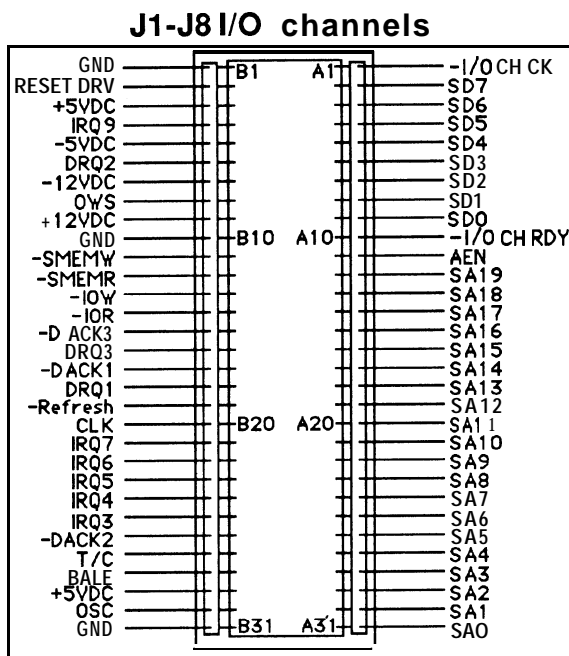 J1-J8 I/O channels
GND B1 A1 -I/O CH CK
RESET DRV SD7
+5VDC SD6
IRQ9 SD5
-5VDC SD4
DRQ2 SD3
-12VDC SD2
OWS SD1
+12VDC SD0
GND B10 A10 -I/O CH RDY
-SMEMW AEN
-SMEMR SA19
-IOW SA18
-IOR SA17
-D ACK3 SA16
DRQ3 SA15
-DACK1 SA14
DRQ1 SA13
-Refresh SA12
CLK B20 A20 SA11
IRQ7 SA10
IRQ6 SA9
IRQ5 SA8
IRQ4 SA7
IRQ3 SA6
-DACK2 SA5
T/C SA4
BALE SA3
+5VDC SA2
OSC SA1
GND B31 A31 SA0